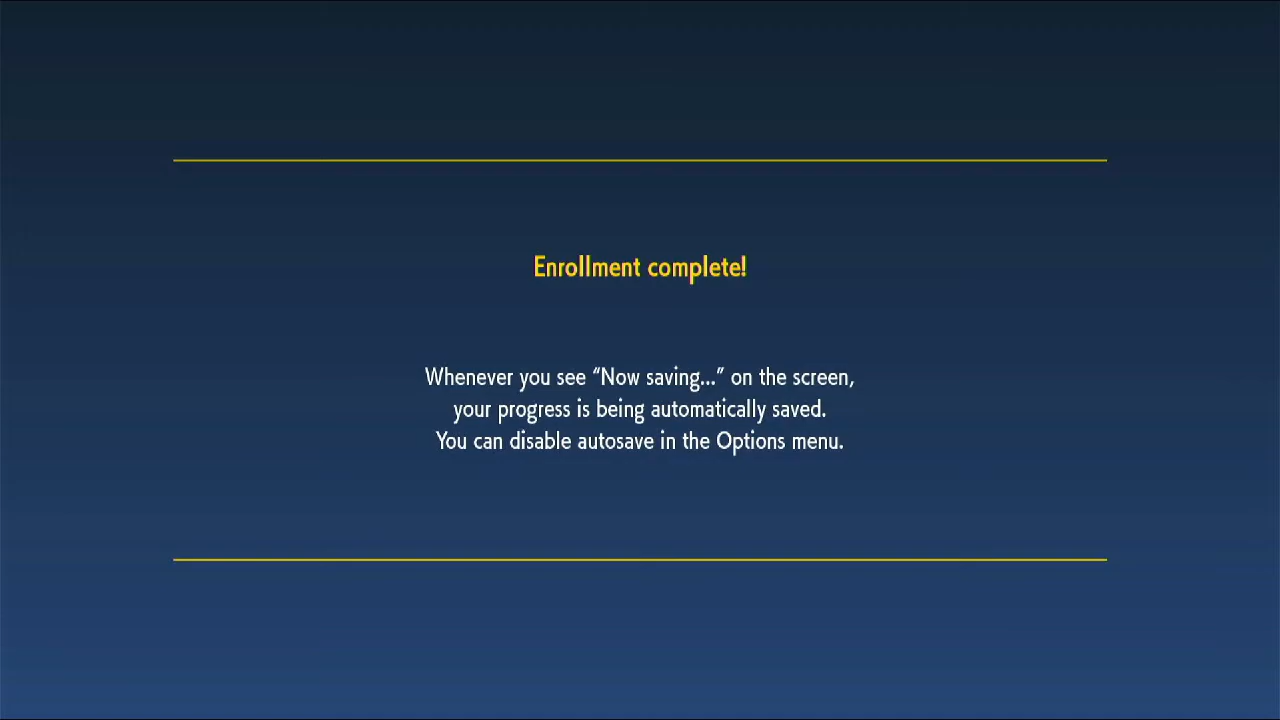 Enrollment complete!
Whenever you see “Now saving...” on the screen,
your progress is being automatically saved.
You can disable autosave in the Options menu.